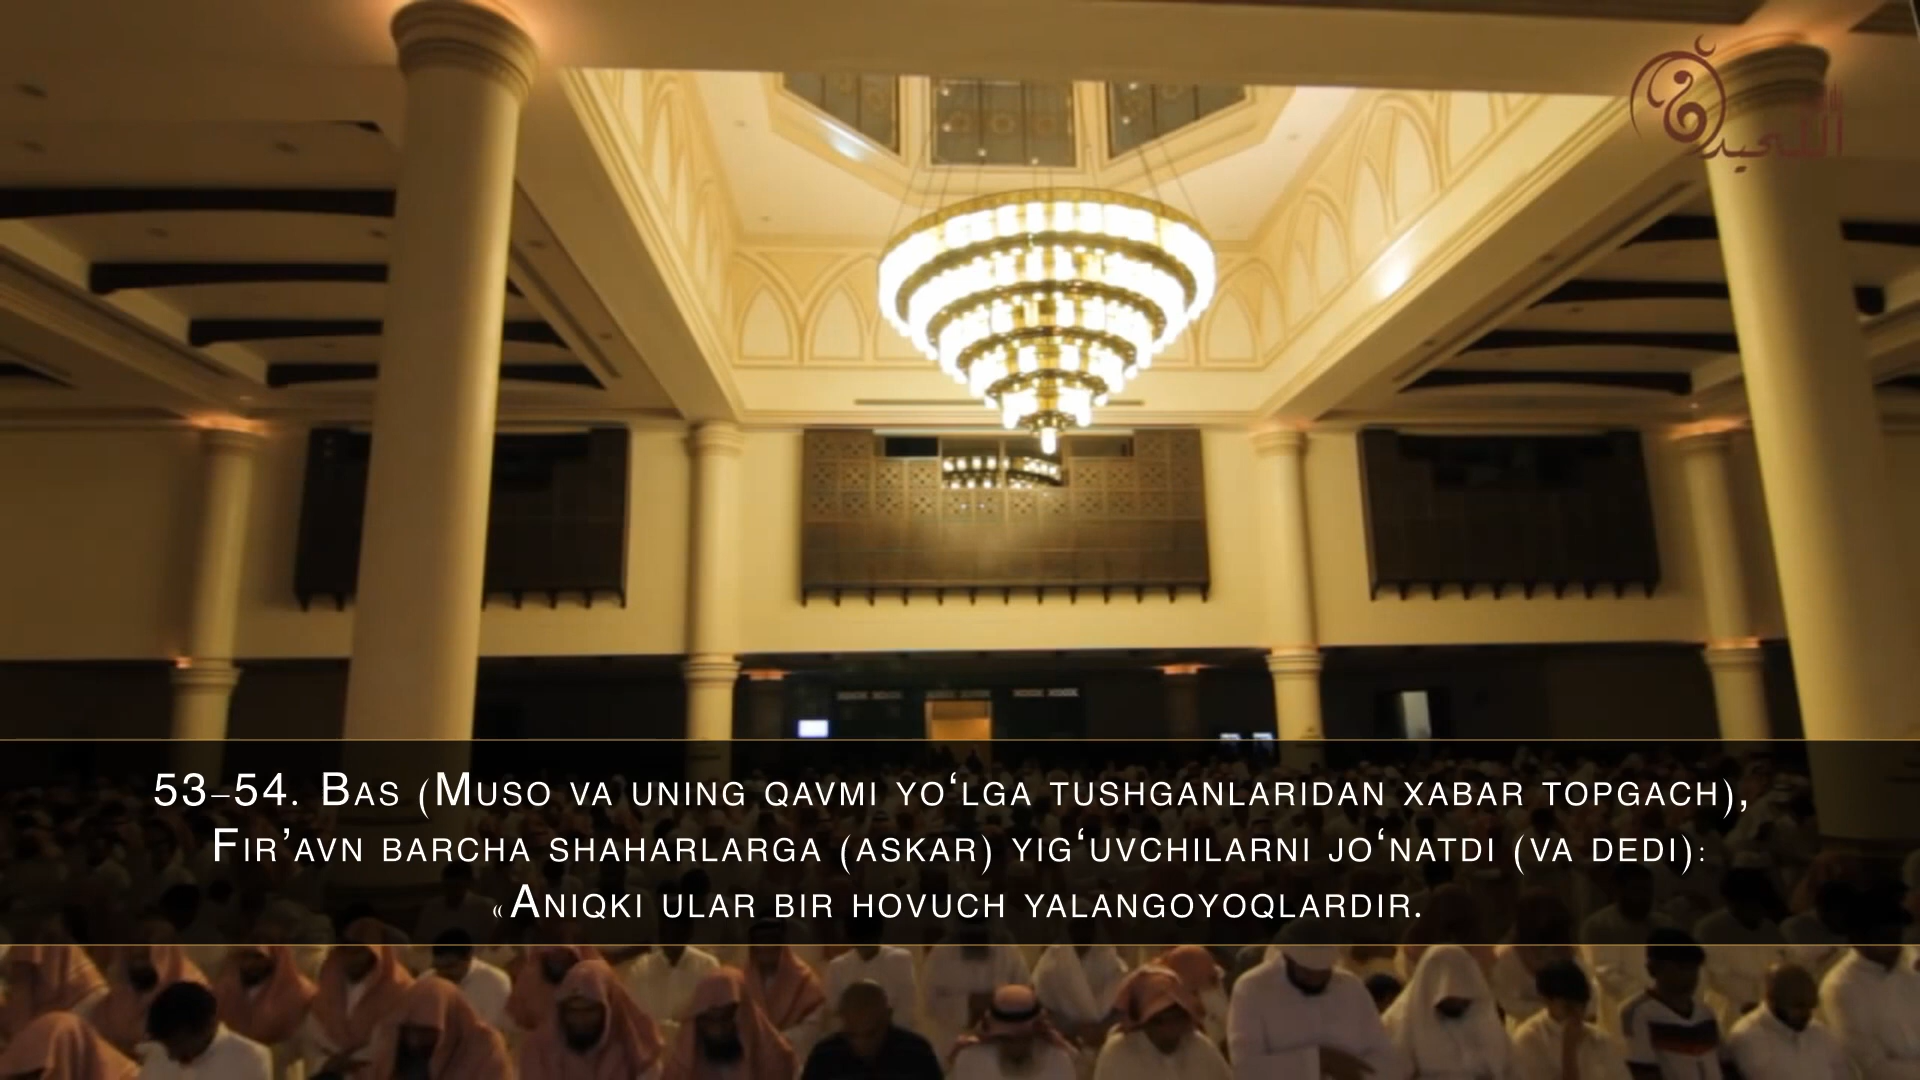 53–54. Bas (Muso va uning qavmi yo‘lga tushganlaridan xabar topgach),
Fir’avn barcha shaharlarga (askar) yig‘uvchilarni jo‘natdi (va dedi):
«Aniqki ular bir hovuch yalangoyoqlardir.